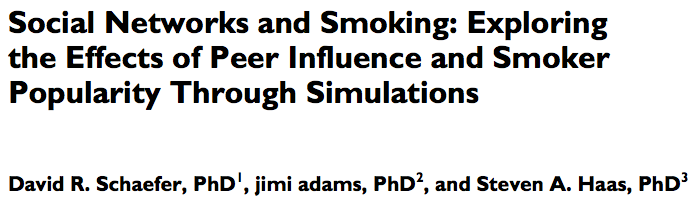 Social Networks and Smoking: Exploring
the Effects of Peer Influence and Smoker
Popularity Through Simulations
David R. Schaefer, PhD¹, jimi adams, PhD², and Steven A. Haas, PhD³